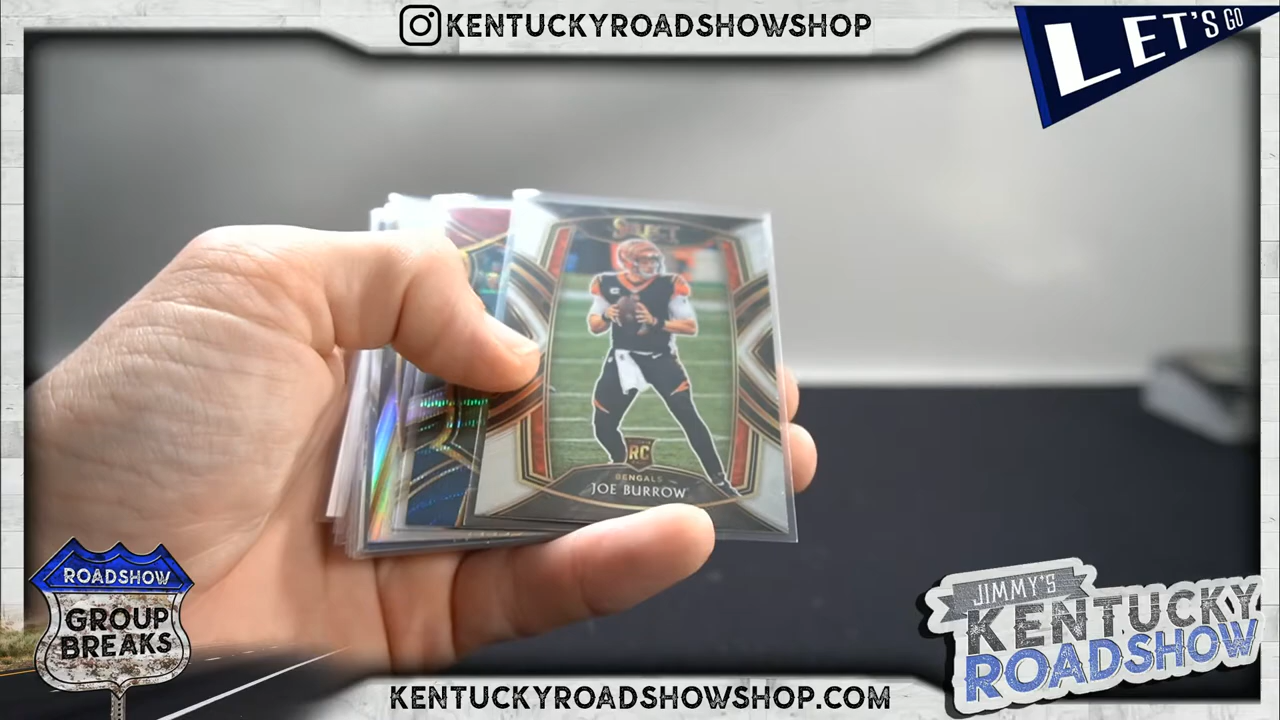 KENTUCKYROADSHOWSHOP
LET'S GO
SELECT
RC
BENGALS
JOE BURROW
ROADSHOW
GROUP
BREAKS
JIMMY'S
KENTUCKY
ROADSHOW
KENTUCKYROADSHOWSHOP.COM